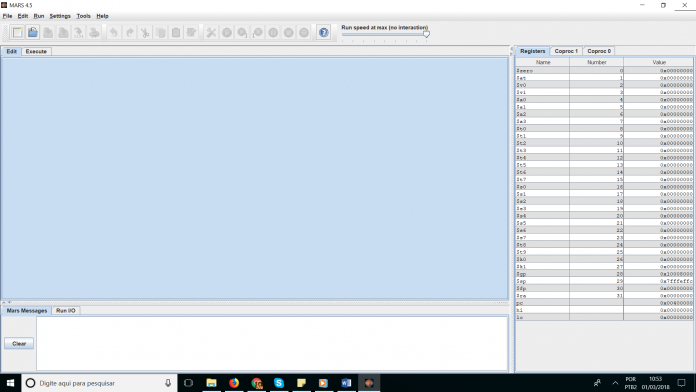 MARS 4.5
File Edit Run Settings Tools Help
Run speed at max (no interaction)
Edit Execute
Registers Coproc 1 Coproc 0
Name Number Value
$zero 0 0x00000000
$at 1 0x00000000
$v0 2 0x00000000
$v1 3 0x00000000
$a0 4 0x00000000
$a1 5 0x00000000
$a2 6 0x00000000
$a3 7 0x00000000
$t0 8 0x00000000
$t1 9 0x00000000
$t2 10 0x00000000
$t3 11 0x00000000
$t4 12 0x00000000
$t5 13 0x00000000
$t6 14 0x00000000
$t7 15 0x00000000
$s0 16 0x00000000
$s1 17 0x00000000
$s2 18 0x00000000
$s3 19 0x00000000
$s4 20 0x00000000
$s5 21 0x00000000
$s6 22 0x00000000
$s7 23 0x00000000
$t8 24 0x00000000
$t9 25 0x00000000
$k0 26 0x00000000
$k1 27 0x00000000
$gp 28 0x10008000
$sp 29 0x7fffeffc
$fp 30 0x00000000
$ra 31 0x00000000
pc 0x00400000
hi 0x00000000
lo 0x00000000
Mars Messages Run I/O
Clear
Digite aqui para pesquisar
POR
PTB2
10:53
01/03/2018